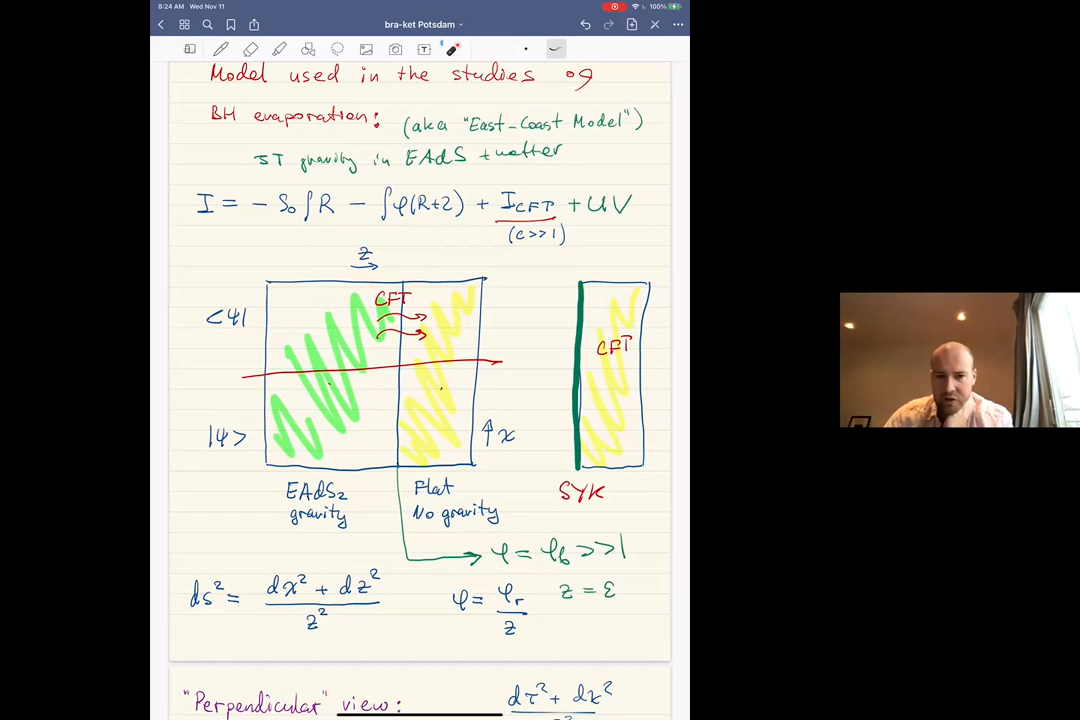 8:24 AM Wed Nov 11
100%
bra-ket Potsdam
Model used in the studies of
BH evaporation: (aka "East-Coast Model")
JT gravity in EAdS + matter
I = - S₀∫R - ∫φ(R+2) + I_CFT + UV
(c>>1)
z
CFT
<ψ|
CFT
|ψ>
x
EAdS₂
gravity
Flat
No gravity
SYK
φ = φ_b >>1
ds² = dx² + dz² / z²
φ = φ_r / z
z = ε
"Perpendicular" view:
dτ² + dx²